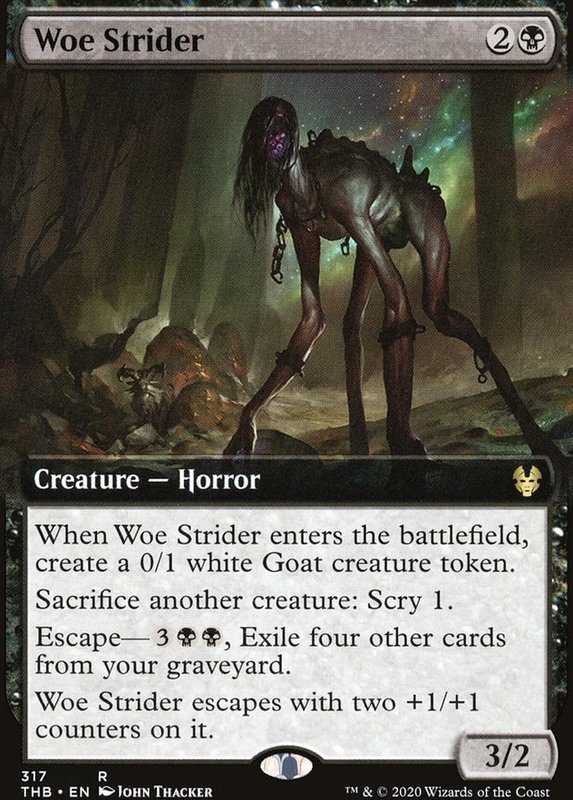 Woe Strider 2
Creature — Horror
When Woe Strider enters the battlefield,
create a 0/1 white Goat creature token.
Sacrifice another creature: Scry 1.
Escape— 3 , Exile four other cards
from your graveyard.
Woe Strider escapes with two +1/+1
counters on it.
3/2
317 R
THB • EN John Thacker
™ & © 2020 Wizards of the Coast